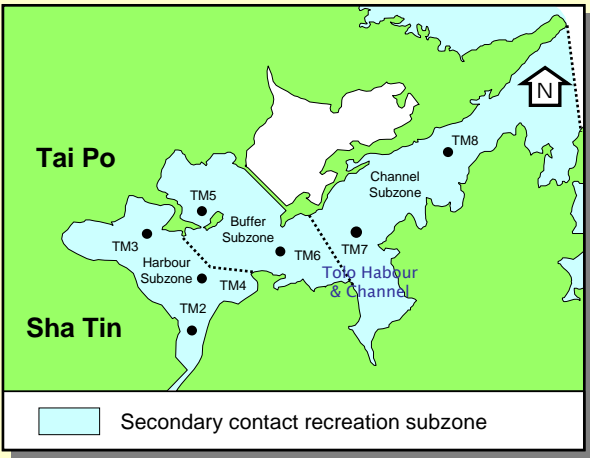 N
TM8
Tai Po
Channel
Subzone
TM5
Buffer
Subzone
TM3
TM7
TM6
Harbour
Subzone
Tolo Habour
& Channel
TM4
TM2
Sha Tin
Secondary contact recreation subzone